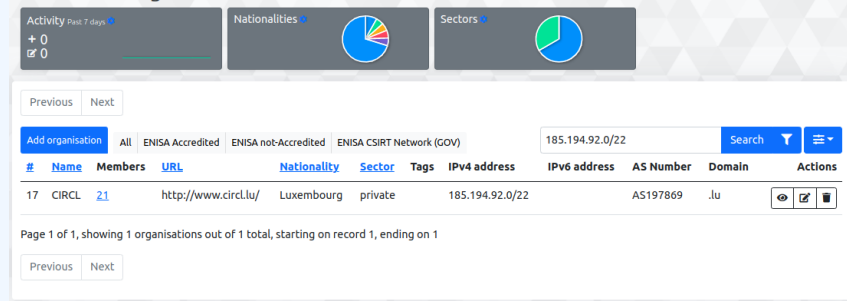 Activity Past 7 days
+ 0
0
Nationalities
Sectors
Previous Next
Add organisation All ENISA Accredited ENISA not-Accredited ENISA CSIRT Network (GOV) 185.194.92.0/22 Search
# Name Members URL Nationality Sector Tags IPv4 address IPv6 address AS Number Domain Actions
17 CIRCL 21 http://www.circl.lu/ Luxembourg private 185.194.92.0/22 AS197869 .lu
Page 1 of 1, showing 1 organisations out of 1 total, starting on record 1, ending on 1
Previous Next